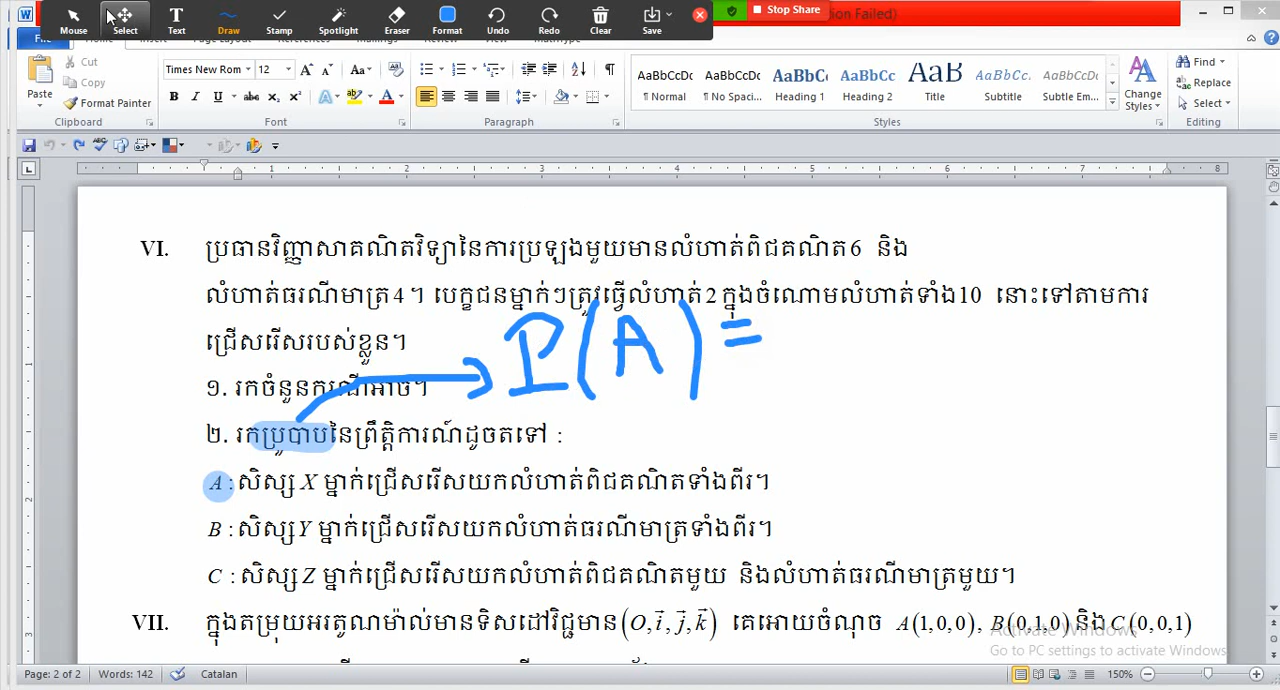 Mouse Select Text Draw Stamp Spotlight Eraser Format Undo Redo Clear Save
Stop Share
Cut
Copy
Paste
Format Painter
Clipboard
Times New Rom 12
Font
Paragraph
AaBbCcDc AaBbCcDc AaBbC AaBbCc AaB AaBbCc. AaBbCcDc
¶ Normal ¶ No Spaci... Heading 1 Heading 2 Title Subtitle Subtle Em...
Change Styles
Styles
Find
Replace
Select
Editing
VI. ប្រធានវិញ្ញាសាគណិតវិទ្យានៃការប្រឡងមួយមានលំហាត់ពិជគណិត6 និង
លំហាត់ធរណីមាត្រ4។ បេក្ខជនម្នាក់ៗត្រូវធ្វើលំហាត់2 ក្នុងចំណោមលំហាត់ទាំង10 នោះទៅតាមការ
ជ្រើសរើសរបស់ខ្លួន។
P(A)=
១. រកចំនួនករណីអាច។
២. រកប្រូបាបនៃព្រឹត្តិការណ៍ដូចតទៅ :
A : សិស្ស X ម្នាក់ជ្រើសរើសយកលំហាត់ពិជគណិតទាំងពីរ។
B : សិស្ស Y ម្នាក់ជ្រើសរើសយកលំហាត់ធរណីមាត្រទាំងពីរ។
C : សិស្ស Z ម្នាក់ជ្រើសរើសយកលំហាត់ពិជគណិតមួយ និងលំហាត់ធរណីមាត្រមួយ។
VII. ក្នុងតម្រុយអរតូណម៉ាល់មានទិសដៅវិជ្ជមាន (O,i⃗,j⃗,k⃗) គេអោយចំណុច A(1,0,0), B(0,1,0) និង C(0,0,1)
Activate Windows
Go to PC settings to activate Windows.
Page: 2 of 2 Words: 142 Catalan 150%